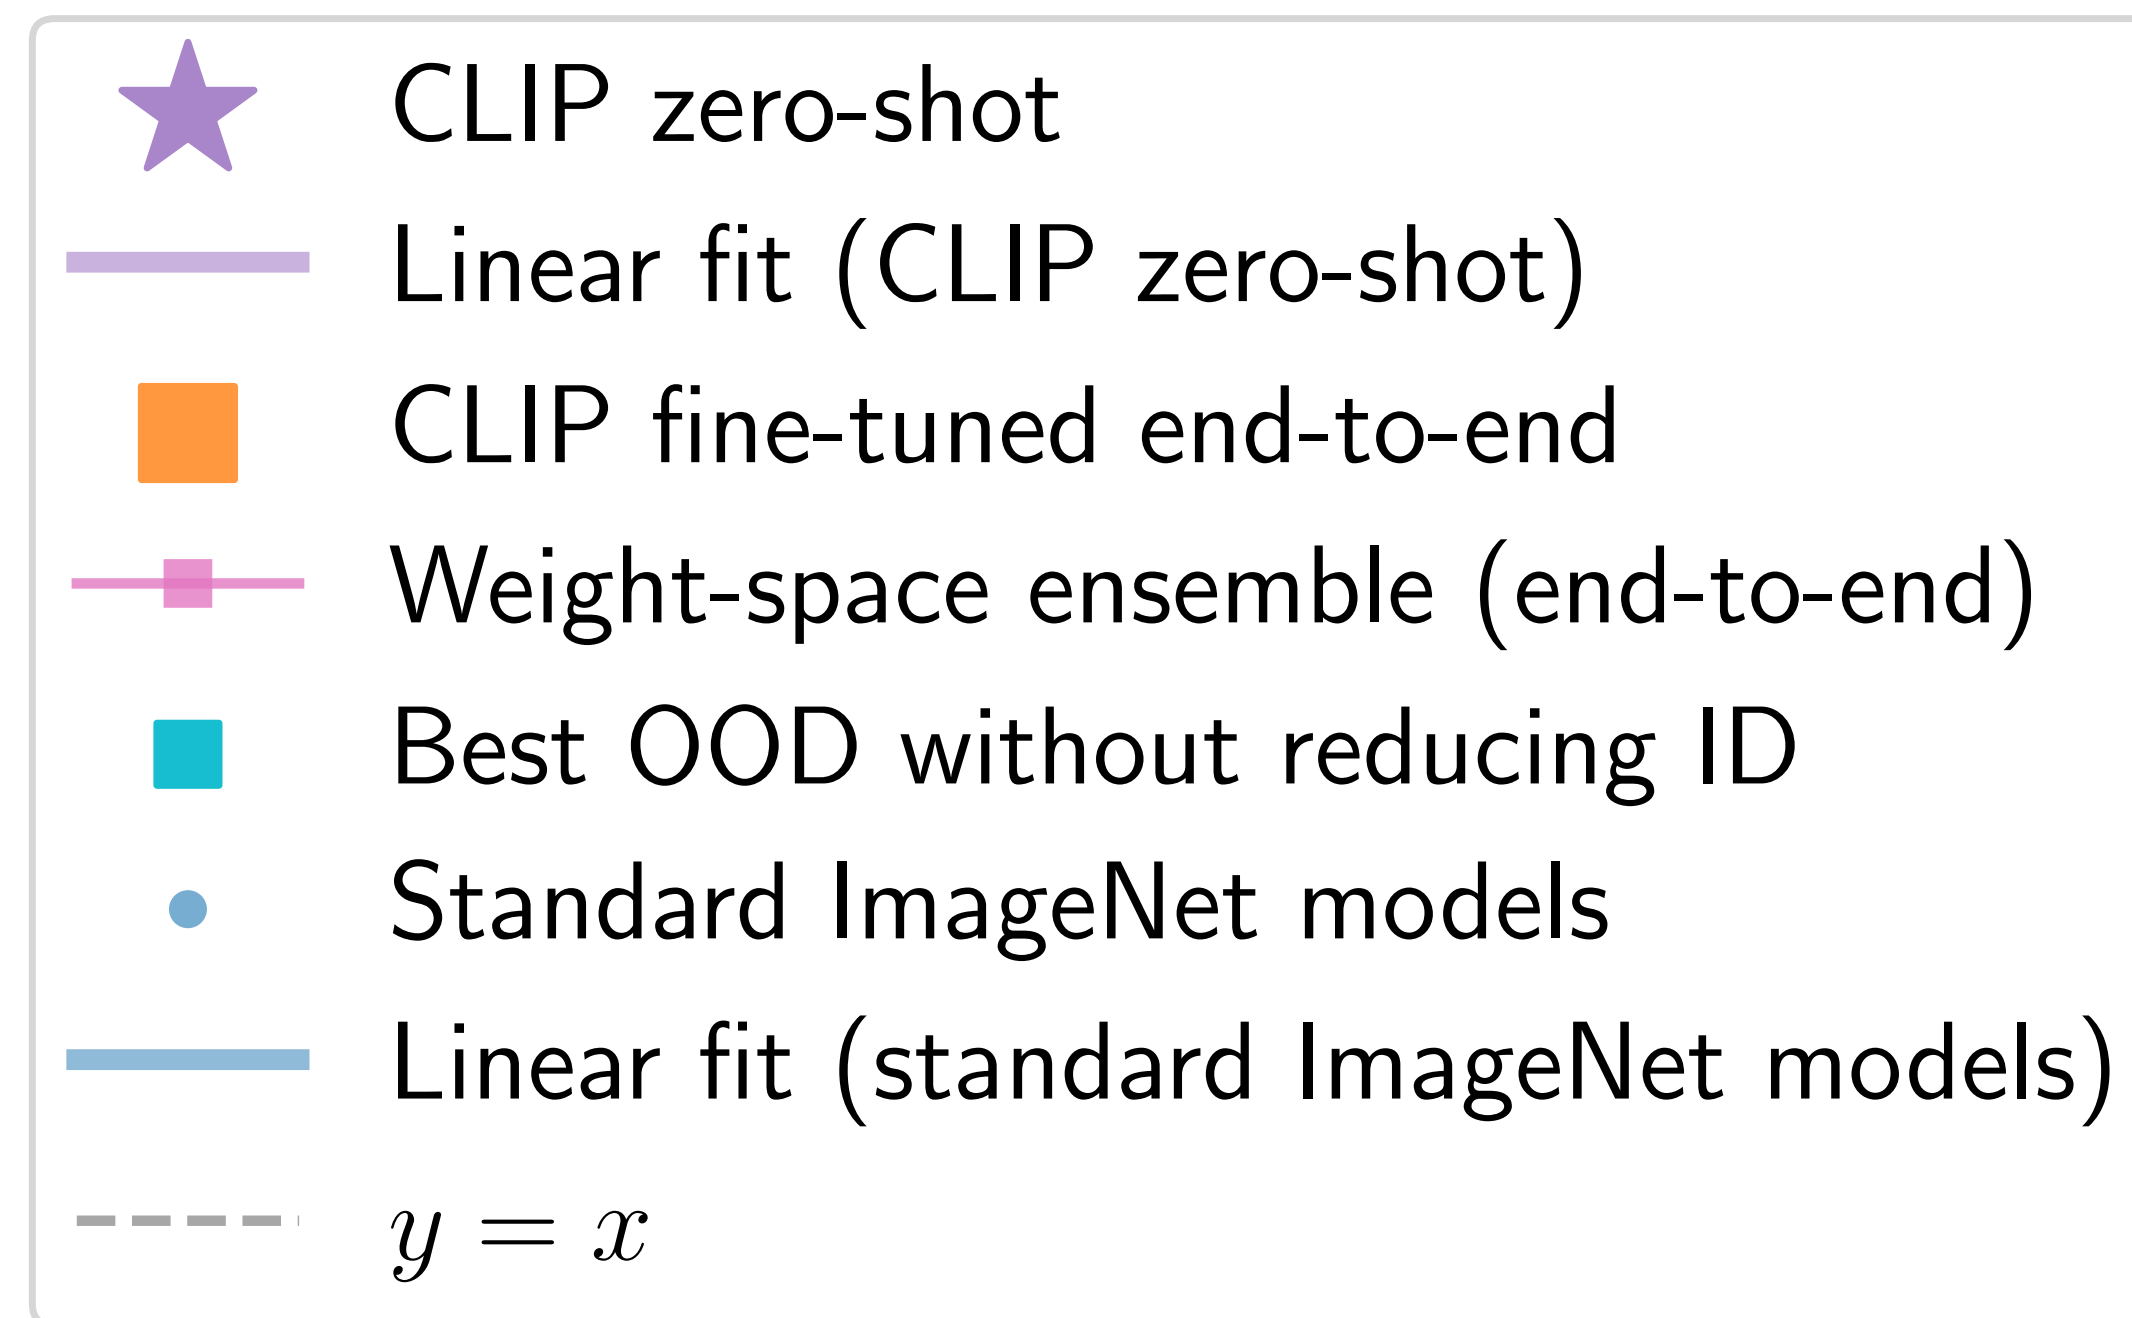 CLIP zero-shot
Linear fit (CLIP zero-shot)
CLIP fine-tuned end-to-end
Weight-space ensemble (end-to-end)
Best OOD without reducing ID
Standard ImageNet models
Linear fit (standard ImageNet models)
y = x